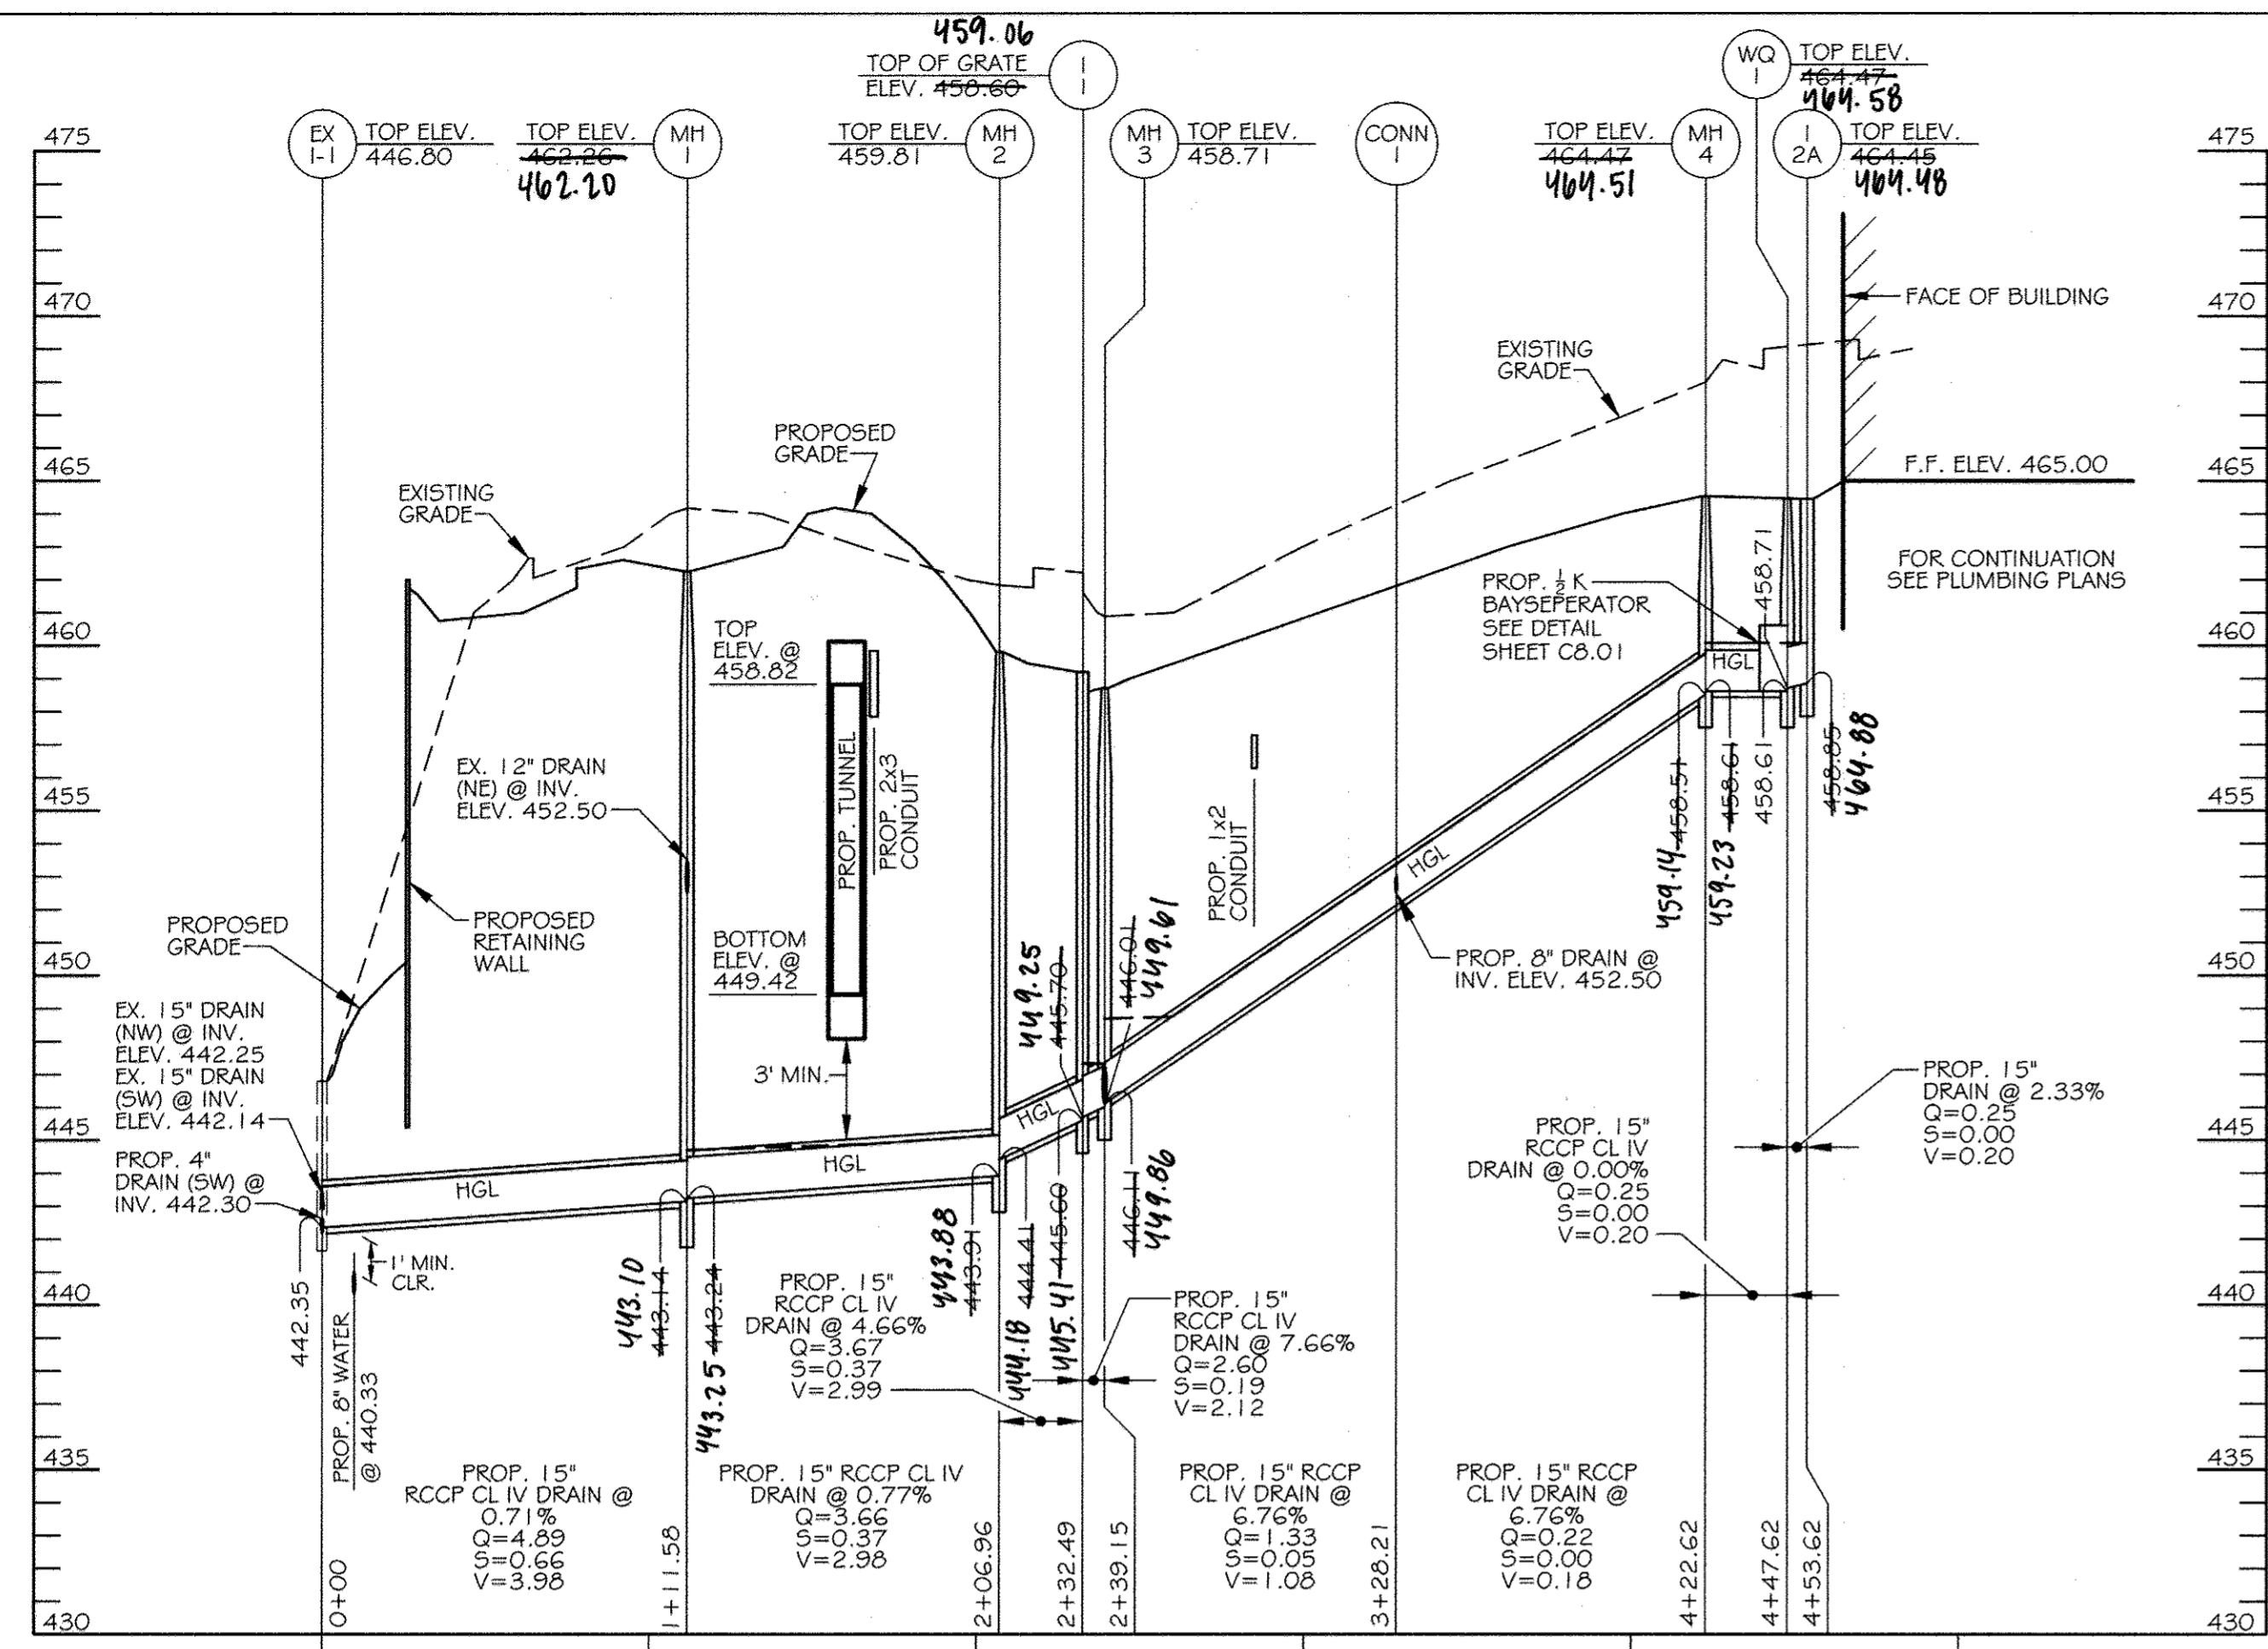 459.06
TOP OF GRATE
ELEV. 458.60
1
WQ
1
TOP ELEV.
464.47
464.58
EX
1-1
TOP ELEV.
446.80
TOP ELEV.
462.26
462.20
MH
1
TOP ELEV.
459.81
MH
2
MH
3
TOP ELEV.
458.71
CONN
1
TOP ELEV.
464.47
464.51
MH
4
1
2A
TOP ELEV.
464.45
464.48
475
475
470
470
465
465
460
460
455
455
450
450
445
445
440
440
435
435
430
430
FACE OF BUILDING
EXISTING
GRADE
PROPOSED
GRADE
EXISTING
GRADE
F.F. ELEV. 465.00
FOR CONTINUATION
SEE PLUMBING PLANS
PROP. ½ K
BAYSEPERATOR
SEE DETAIL
SHEET C8.01
458.71
HGL
TOP
ELEV. @
458.82
PROP. TUNNEL
PROP. 2x3
CONDUIT
EX. 12" DRAIN
(NE) @ INV.
ELEV. 452.50
BOTTOM
ELEV. @
449.42
3' MIN.
PROP. 1x2
CONDUIT
PROPOSED
GRADE
PROPOSED
RETAINING
WALL
EX. 15" DRAIN
(NW) @ INV.
ELEV. 442.25
EX. 15" DRAIN
(SW) @ INV.
ELEV. 442.14
PROP. 4"
DRAIN (SW) @
INV. 442.30
HGL
HGL
HGL
HGL
449.25
445.70
446.01
449.61
PROP. 8" DRAIN @
INV. ELEV. 452.50
459.14 458.51
459.23 458.61
458.61
458.85
464.88
442.35
1' MIN.
CLR.
PROP. 8" WATER
@ 440.33
443.10
443.14
443.25 443.24
443.88
443.91
444.18 444.41
445.41 445.60
446.11
449.86
PROP. 15"
RCCP CL IV
DRAIN @ 4.66%
Q=3.67
S=0.37
V=2.99
PROP. 15"
RCCP CL IV
DRAIN @ 7.66%
Q=2.60
S=0.19
V=2.12
PROP. 15"
RCCP CL IV
DRAIN @ 0.00%
Q=0.25
S=0.00
V=0.20
PROP. 15"
DRAIN @ 2.33%
Q=0.25
S=0.00
V=0.20
PROP. 15"
RCCP CL IV DRAIN @
0.71%
Q=4.89
S=0.66
V=3.98
PROP. 15" RCCP CL IV
DRAIN @ 0.77%
Q=3.66
S=0.37
V=2.98
PROP. 15" RCCP
CL IV DRAIN @
6.76%
Q=1.33
S=0.05
V=1.08
PROP. 15" RCCP
CL IV DRAIN @
6.76%
Q=0.22
S=0.00
V=0.18
0+00
1+11.58
2+06.96
2+32.49
2+39.15
3+28.21
4+22.62
4+47.62
4+53.62